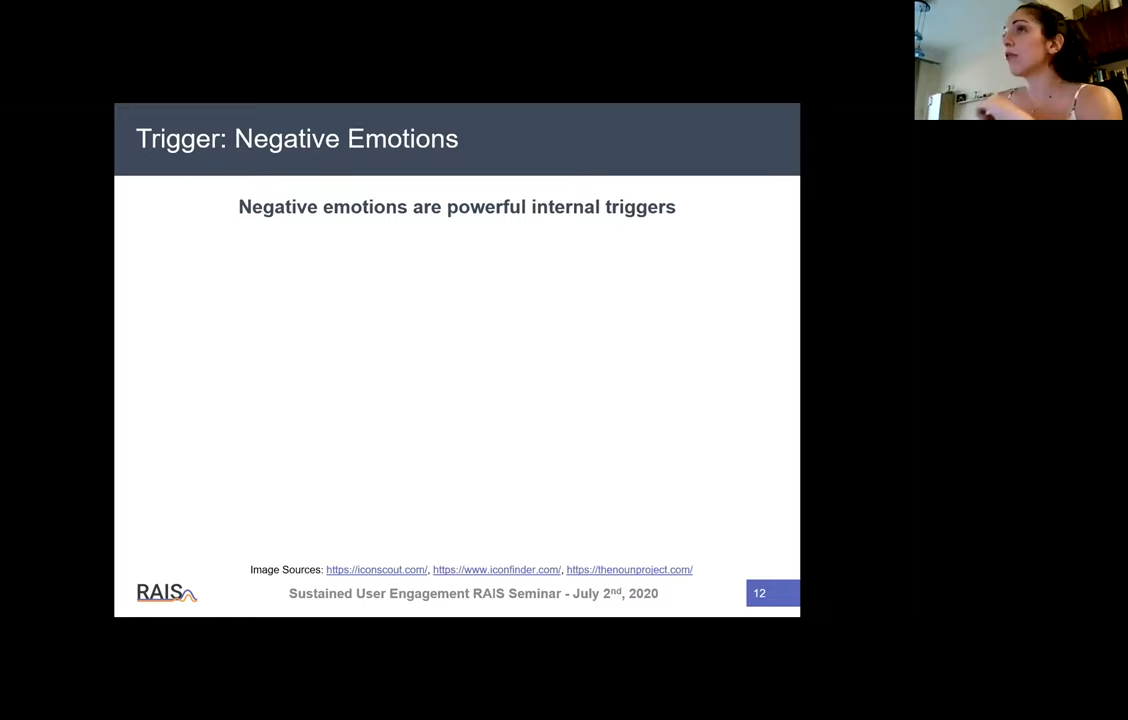 Trigger: Negative Emotions
Negative emotions are powerful internal triggers
Image Sources: https://iconscout.com/, https://www.iconfinder.com/, https://thenounproject.com/
RAIS
Sustained User Engagement RAIS Seminar - July 2nd, 2020
12